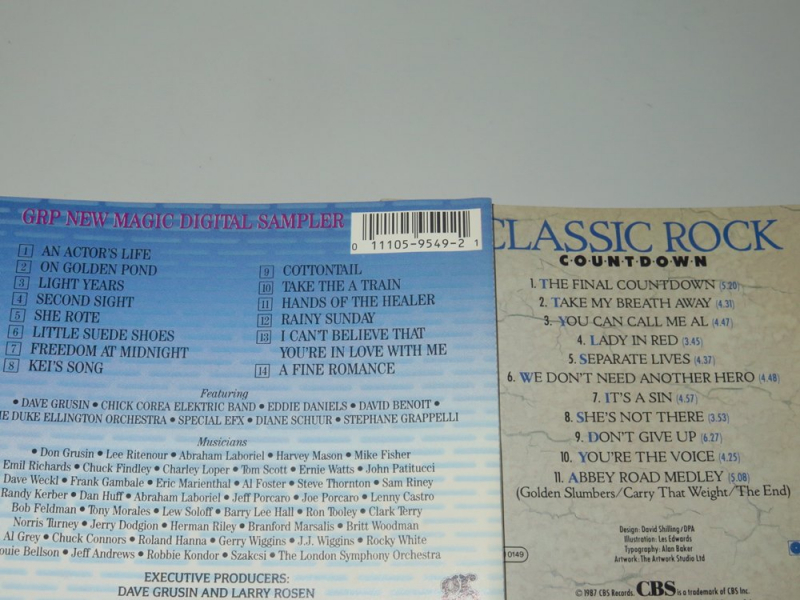 GRP NEW MAGIC DIGITAL SAMPLER
0 11105-9549-2 1
1 AN ACTOR'S LIFE
2 ON GOLDEN POND
3 LIGHT YEARS
4 SECOND SIGHT
5 SHE ROTE
6 LITTLE SUEDE SHOES
7 FREEDOM AT MIDNIGHT
8 KEI'S SONG
9 COTTONTAIL
10 TAKE THE A TRAIN
11 HANDS OF THE HEALER
12 RAINY SUNDAY
13 I CAN'T BELIEVE THAT
YOU'RE IN LOVE WITH ME
14 A FINE ROMANCE
Featuring
• DAVE GRUSIN • CHICK COREA ELEKTRIC BAND • EDDIE DANIELS • DAVID BENOIT •
DUKE ELLINGTON ORCHESTRA • SPECIAL EFX • DIANE SCHUUR • STEPHANE GRAPPELLI
Musicians
• Don Grusin • Lee Ritenour • Abraham Laboriel • Harvey Mason • Mike Fisher
Emil Richards • Chuck Findley • Charley Loper • Tom Scott • Ernie Watts • John Patitucci
Dave Weckl • Frank Gambale • Eric Marienthal • Al Foster • Steve Thornton • Sam Riney
Randy Kerber • Dan Huff • Abraham Laboriel • Jeff Porcaro • Joe Porcaro • Lenny Castro
Bob Feldman • Tony Morales • Lew Soloff • Barry Lee Hall • Ron Tooley • Clark Terry
Norris Turney • Jerry Dodgion • Herman Riley • Branford Marsalis • Britt Woodman
Al Grey • Chuck Connors • Roland Hanna • Gerry Wiggins • J.J. Wiggins • Rocky White
ouie Bellson • Jeff Andrews • Robbie Kondor • Szakcsi • The London Symphony Orchestra
EXECUTIVE PRODUCERS:
DAVE GRUSIN AND LARRY ROSEN
GRP
CLASSIC ROCK
C•O•U•N•T•D•O•W•N
1. THE FINAL COUNTDOWN (5.20)
2. TAKE MY BREATH AWAY (4.31)
3. YOU CAN CALL ME AL (4.47)
4. LADY IN RED (3.45)
5. SEPARATE LIVES (4.37)
6. WE DON'T NEED ANOTHER HERO (4.48)
7. IT'S A SIN (4.57)
8. SHE'S NOT THERE (3.53)
9. DON'T GIVE UP (6.27)
10. YOU'RE THE VOICE (4.25)
11. ABBEY ROAD MEDLEY (5.08)
(Golden Slumbers/Carry That Weight/The End)
Design: David Shilling/DPA
Illustration: Les Edwards
Typography: Alan Baker
Artwork: The Artwork Studio Ltd
0149
© 1987 CBS Records. CBS is a trademark of CBS Inc.